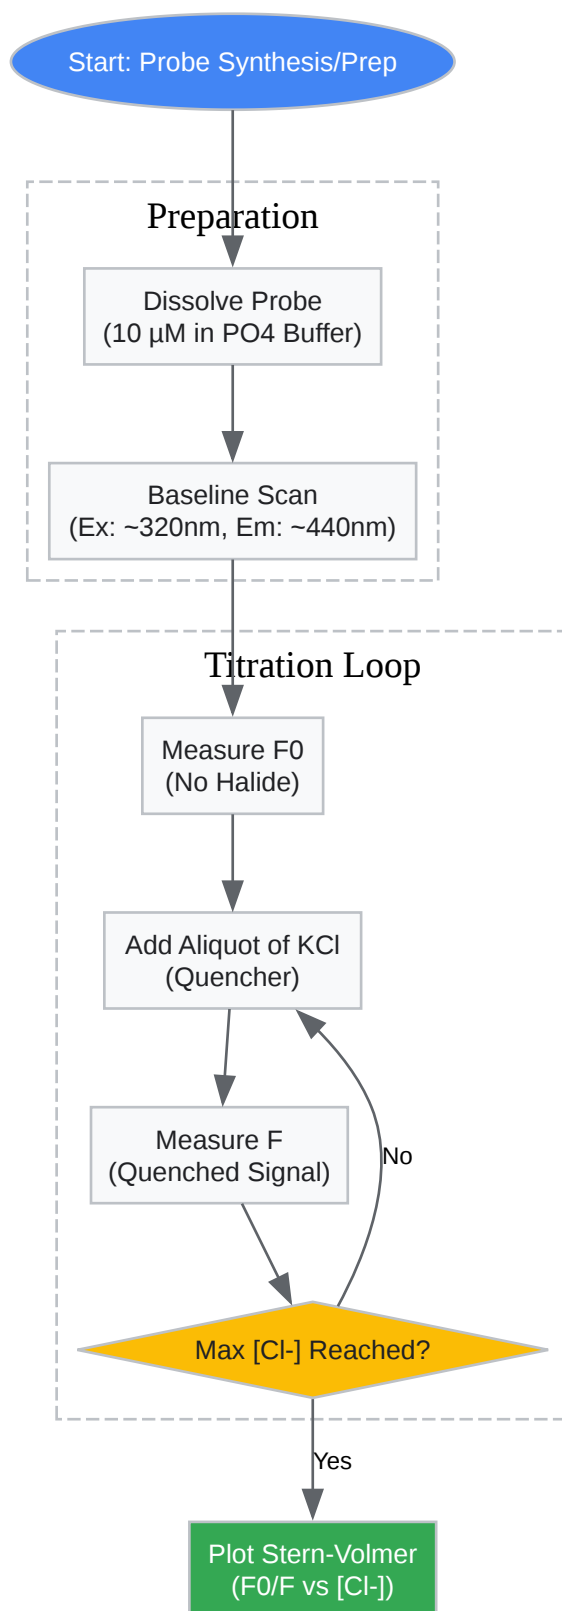 Start: Probe Synthesis/Prep
Preparation
Dissolve Probe
(10 µM in PO4 Buffer)
Baseline Scan
(Ex: ~320nm, Em: ~440nm)
Titration Loop
Measure F0
(No Halide)
Add Aliquot of KCl
(Quencher)
Measure F
(Quenched Signal)
No
Max [Cl-] Reached?
Yes
Plot Stern-Volmer
(F0/F vs [Cl-])